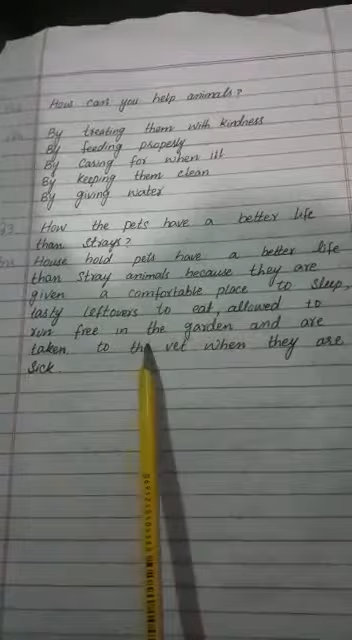 How can you help animals?
By treating them with kindness
By feeding properly
By Caring for when ill
By keeping them clean
By giving water
How the pets have a better life
than strays?
House hold pets have a better life
than stray animals because they are
given a comfortable place to sleep,
tasty leftovers to eat, allowed to
run free in the garden and are
taken to the vet when they are
sick.